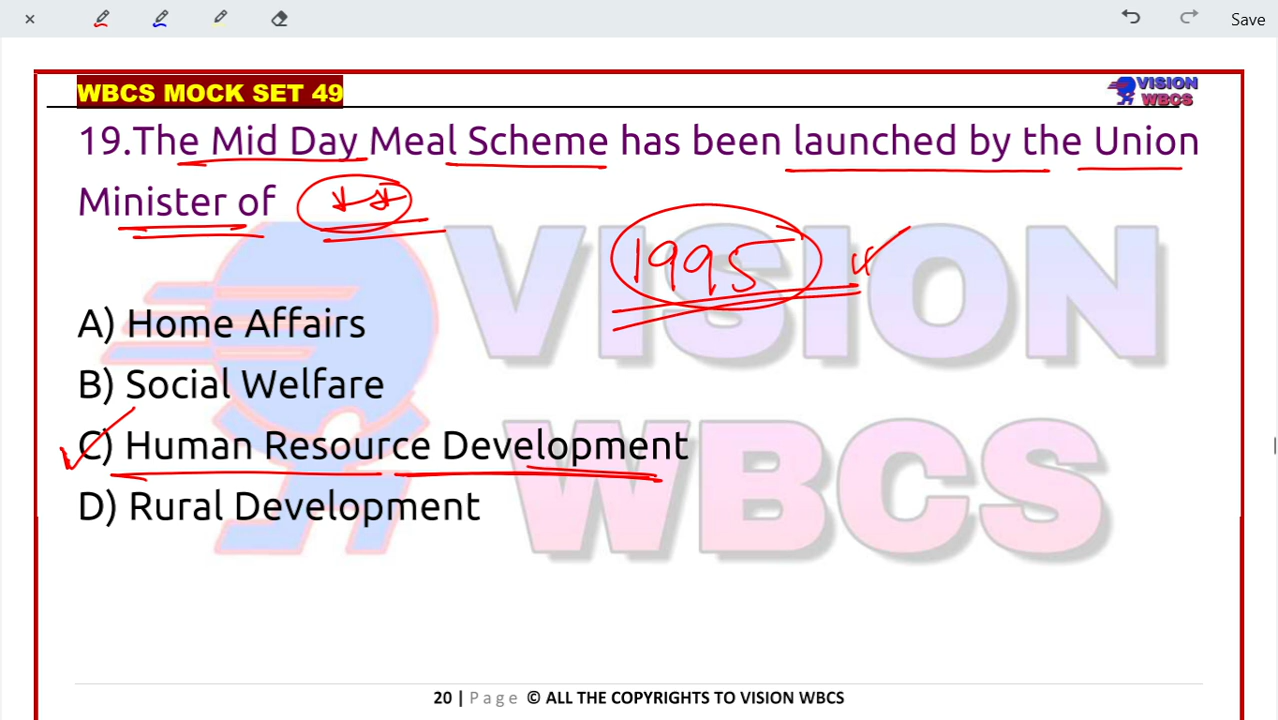 Save
WBCS MOCK SET 49
VISION
WBCS
19.The Mid Day Meal Scheme has been launched by the Union
Minister of
1995
A) Home Affairs
B) Social Welfare
C) Human Resource Development
D) Rural Development
VISION
WBCS
20 | Page © ALL THE COPYRIGHTS TO VISION WBCS